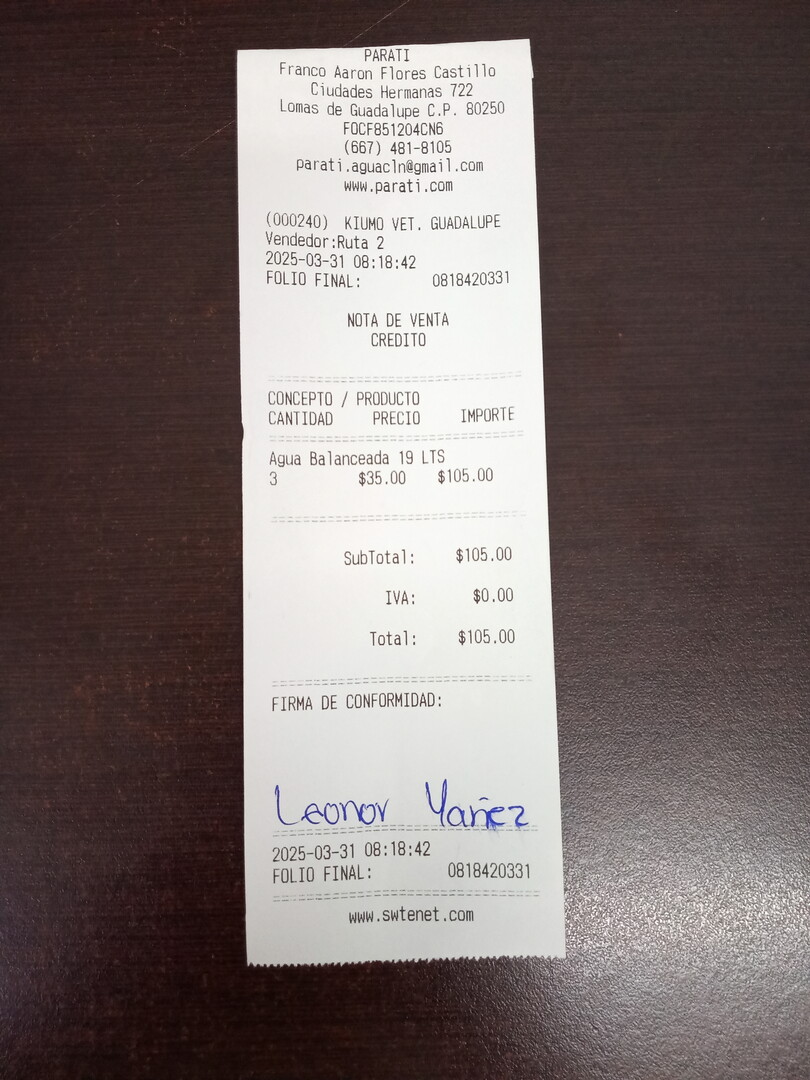 PARATI
Franco Aaron Flores Castillo
Ciudades Hermanas 722
Lomas de Guadalupe C.P. 80250
FOCF851204CN6
(667) 481-8105
parati.aguacln@gmail.com
www.parati.com
(000240) KIUMO VET. GUADALUPE
Vendedor:Ruta 2
2025-03-31 08:18:42
FOLIO FINAL: 0818420331
NOTA DE VENTA
CREDITO
CONCEPTO / PRODUCTO
CANTIDAD PRECIO IMPORTE
Agua Balanceada 19 LTS
3 $35.00 $105.00
SubTotal: $105.00
IVA: $0.00
Total: $105.00
FIRMA DE CONFORMIDAD:
Leonor Yañez
2025-03-31 08:18:42
FOLIO FINAL: 0818420331
www.swtenet.com